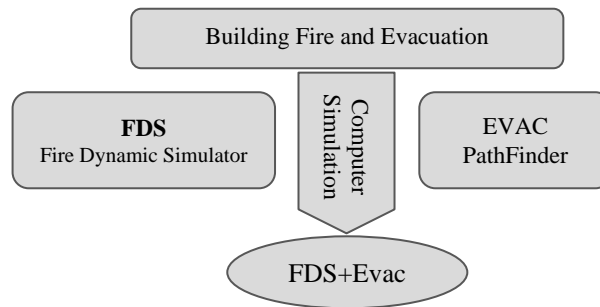 Building Fire and Evacuation
FDS
Fire Dynamic Simulator
Computer
Simulation
EVAC
PathFinder
FDS+Evac